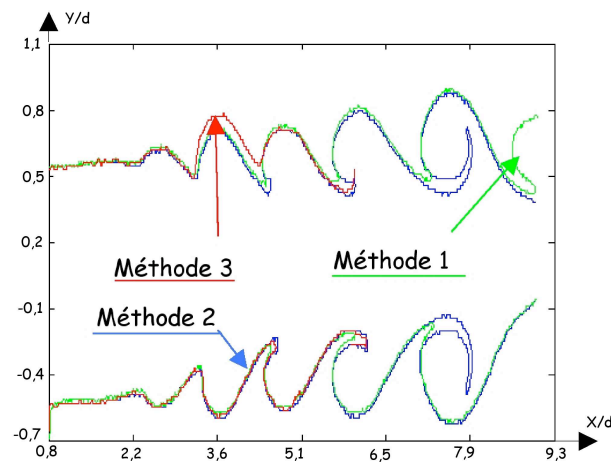 Y/d
1,1
0,8
0,5
0,2
-0,1
-0,4
-0,7
Méthode 3
Méthode 1
Méthode 2
X/d
0,8
2,2
3,6
5,1
6,5
7,9
9,3